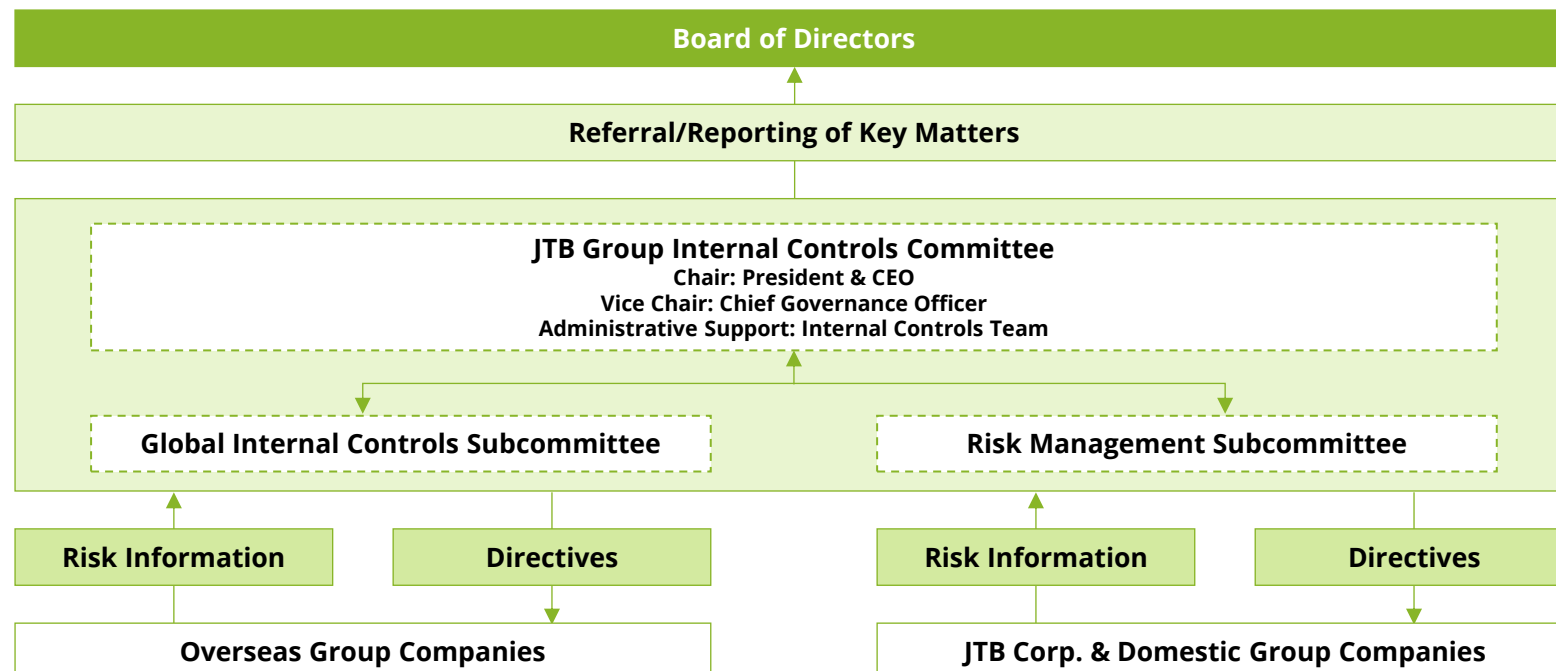 Board of Directors
Referral/Reporting of Key Matters
JTB Group Internal Controls Committee
Chair: President & CEO
Vice Chair: Chief Governance Officer
Administrative Support: Internal Controls Team
Global Internal Controls Subcommittee
Risk Management Subcommittee
Risk Information
Directives
Risk Information
Directives
Overseas Group Companies
JTB Corp. & Domestic Group Companies